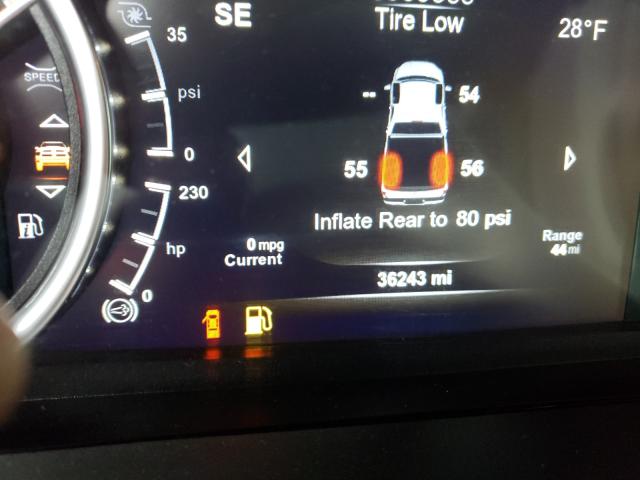 SE
Tire Low
28°F
35
SPEED
psi
-- 54
0
55 56
230
Inflate Rear to 80 psi
hp
0 mpg
Current
Range
44 mi
0
36243 mi